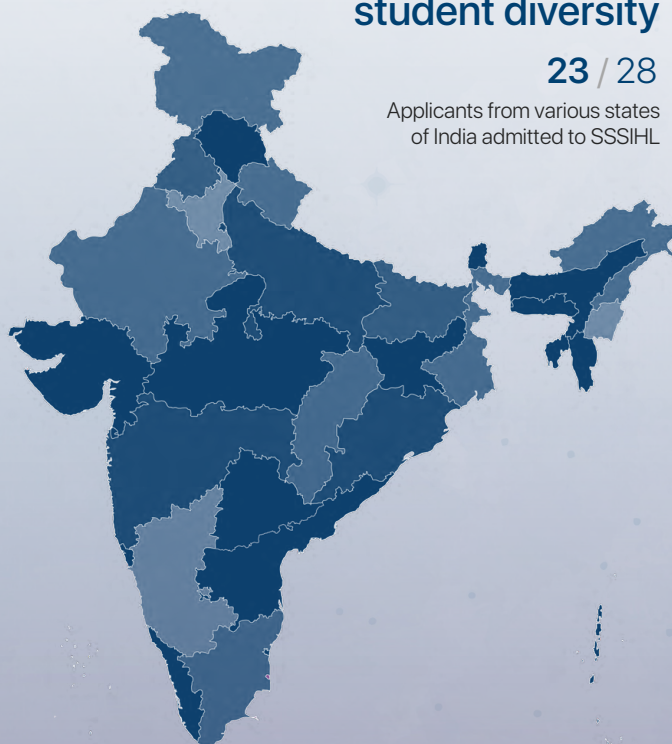 student diversity
23 / 28
Applicants from various states
of India admitted to SSSIHL